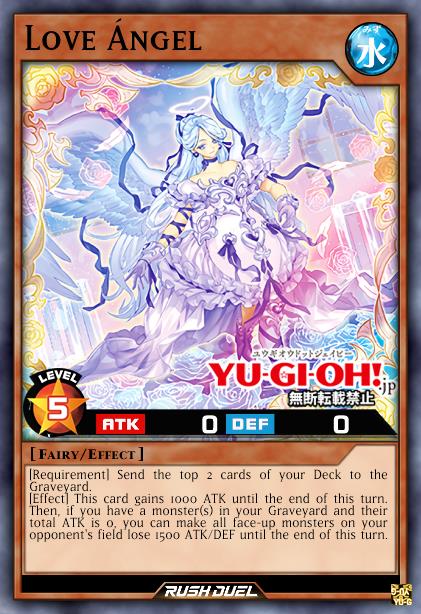 Love Ángel
みず
水
ユウギオウドットジェイピー
YU-GI-OH!.jp
無断転載禁止
LEVEL
5
ATK 0 DEF 0
[ Fairy/Effect ]
[Requirement] Send the top 2 cards of your Deck to the
Graveyard.
[Effect] This card gains 1000 ATK until the end of this turn.
Then, if you have a monster(s) in your Graveyard and their
total ATK is 0, you can make all face-up monsters on your
opponent's field lose 1500 ATK/DEF until the end of this turn.
RUSH DUEL